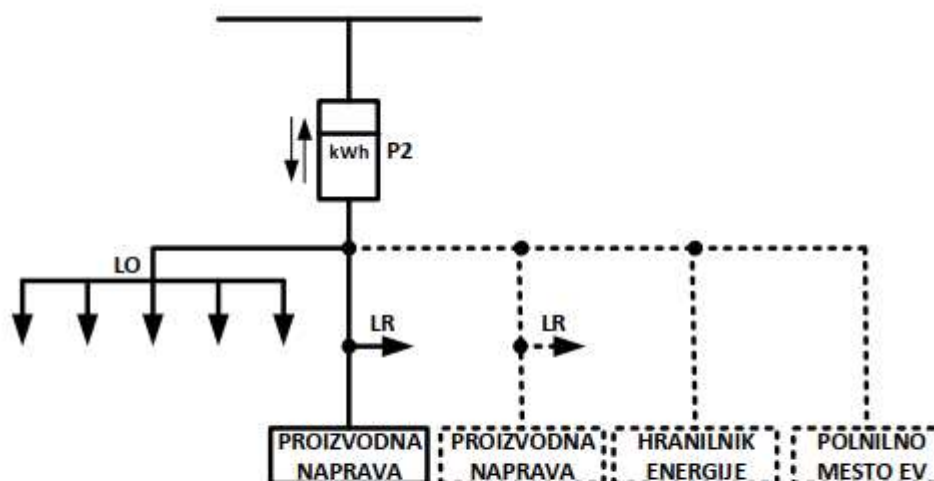 kWh
P2
LO
LR
LR
PROIZVODNA
NAPRAVA
PROIZVODNA
NAPRAVA
HRANILNIK
ENERGIJE
POLNILNO
MESTO EV